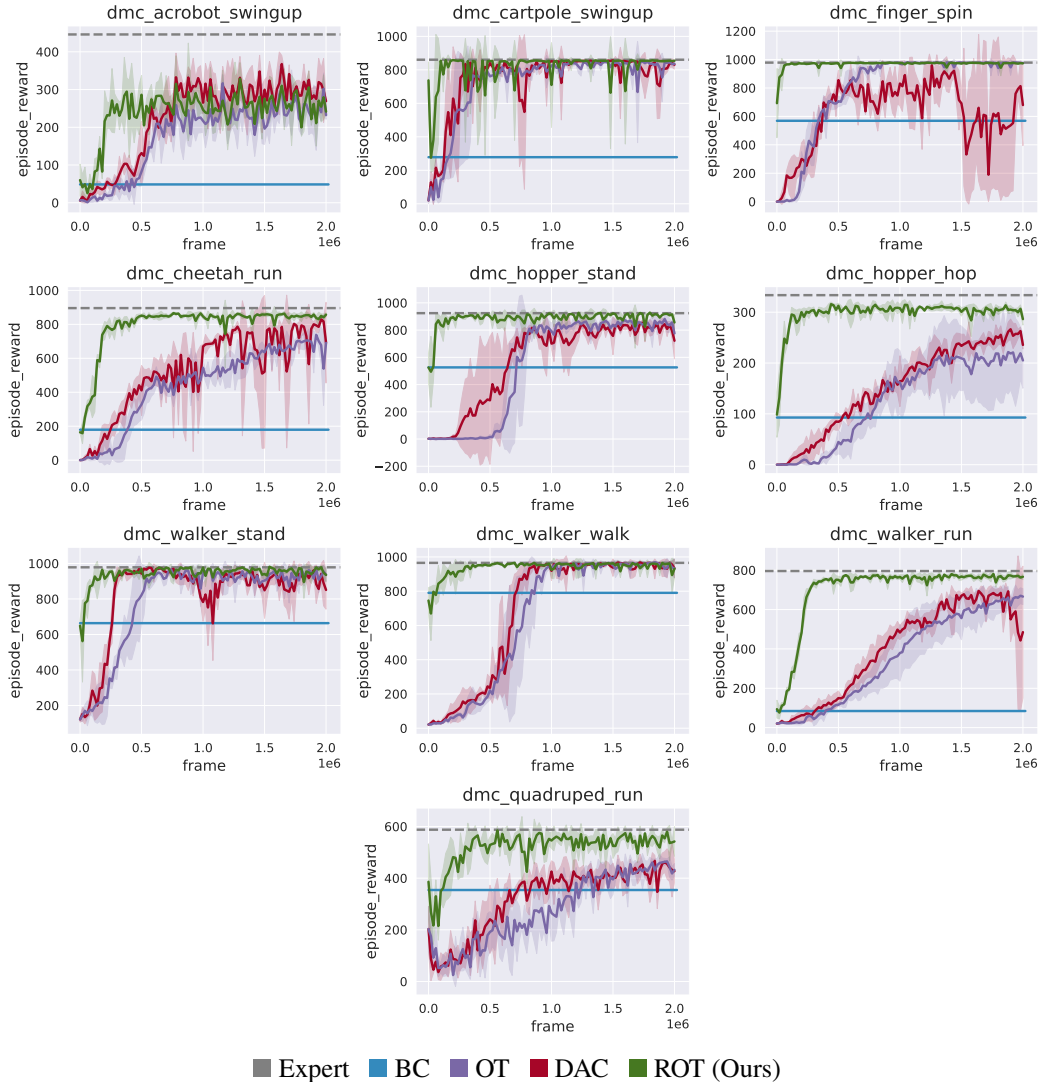 dmc_acrobot_swingup
episode_reward
400
300
200
100
0
0.0 0.5 1.0 1.5 2.0
1e6
frame
dmc_cartpole_swingup
episode_reward
1000
800
600
400
200
0
0.0 0.5 1.0 1.5 2.0
1e6
frame
dmc_finger_spin
episode_reward
1200
1000
800
600
400
200
0
0.0 0.5 1.0 1.5 2.0
1e6
frame
dmc_cheetah_run
episode_reward
1000
800
600
400
200
0
0.0 0.5 1.0 1.5 2.0
1e6
frame
dmc_hopper_stand
episode_reward
1000
800
600
400
200
0
−200
0.0 0.5 1.0 1.5 2.0
1e6
frame
dmc_hopper_hop
episode_reward
300
200
100
0
0.0 0.5 1.0 1.5 2.0
1e6
frame
dmc_walker_stand
episode_reward
1000
800
600
400
200
0.0 0.5 1.0 1.5 2.0
1e6
frame
dmc_walker_walk
episode_reward
1000
800
600
400
200
0
0.0 0.5 1.0 1.5 2.0
1e6
frame
dmc_walker_run
episode_reward
800
600
400
200
0
0.0 0.5 1.0 1.5 2.0
1e6
frame
dmc_quadruped_run
episode_reward
600
400
200
0
0.0 0.5 1.0 1.5 2.0
1e6
frame
Expert BC OT DAC ROT (Ours)